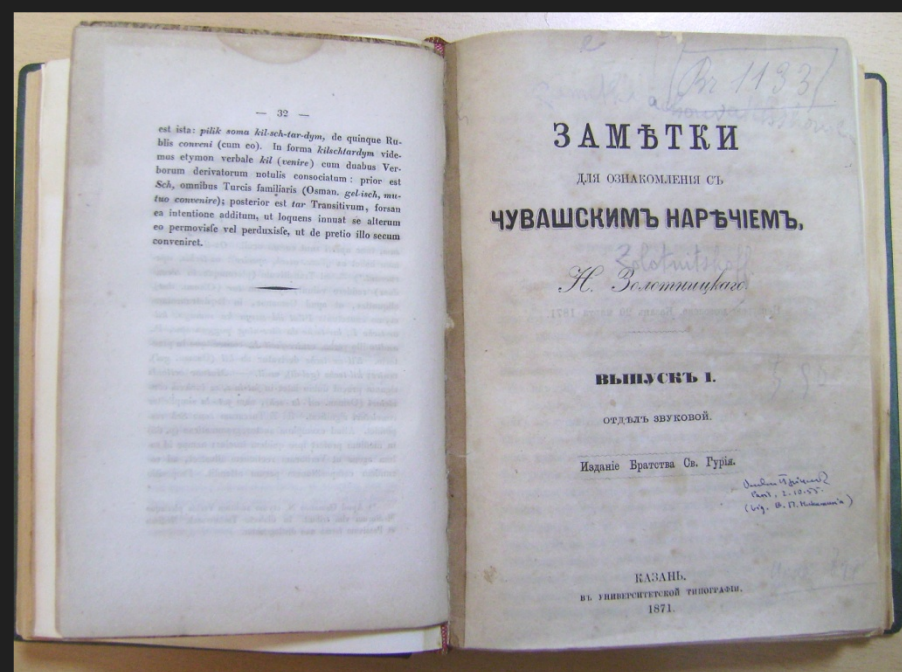 — 32 —
est ista: pilik soma kil-sch-tar-dym, de quinque Ru-
blis conveni (cum eo). In forma kilschtardym vide-
mus etymon verbale kil (venire) cum duabus Ver-
borum derivatorum notulis consociatum : prior est
Sch, omnibus Turcis familiaris (Osman. gel-isch, mu-
tuo convenire); posterior est tar Transitivum, forsan
ea intentione additum, ut loquens innuat se alterum
eo permovisſe vel perduxisſe, ut de pretio illo secum
conveniret.
Вг 1193
ЗАМѢТКИ
ДЛЯ ОЗНАКОМЛЕНІЯ СЪ
ЧУВАШСКИМЪ НАРѢЧІЕМЪ,
Zolotnitskoff
Н. Золотницкаго.
ВЫПУСКЪ I.
ОТДѢЛЪ ЗВУКОВОЙ.
Изданіе Братства Св. Гурія.
КАЗАНЬ.
ВЪ УНИВЕРСИТЕТСКОЙ ТИПОГРАФІИ.
1871.